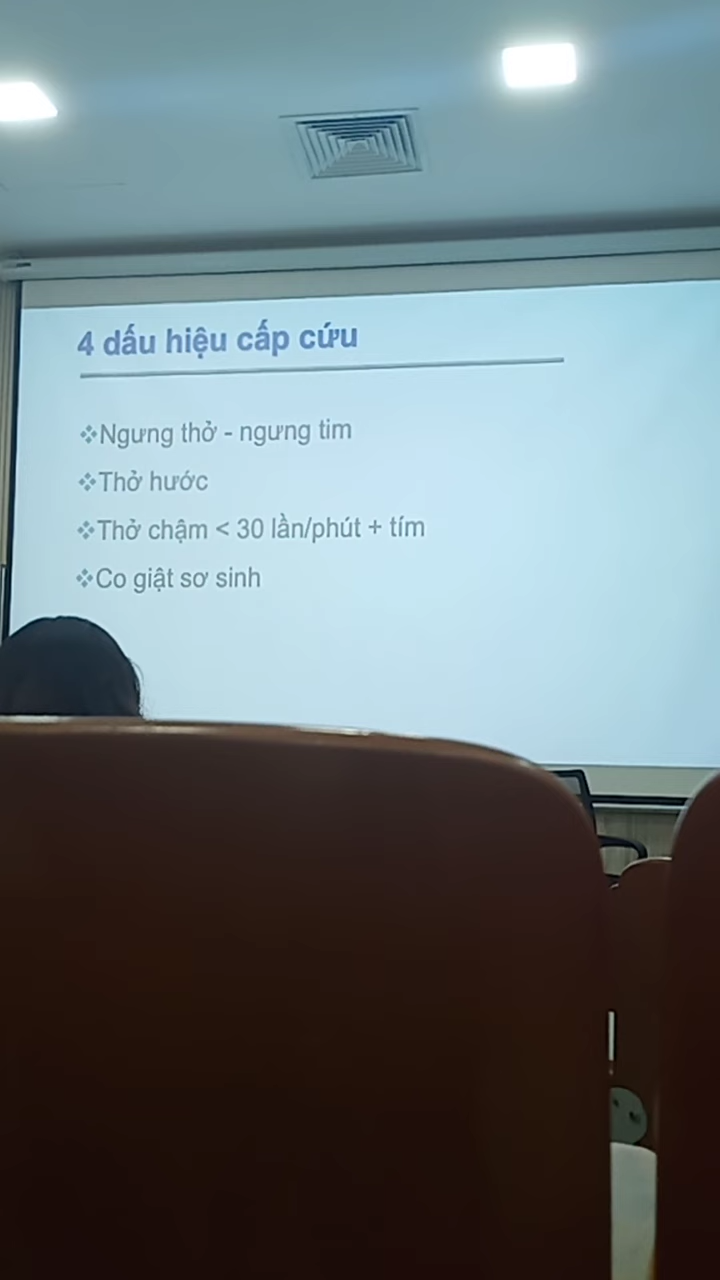 4 dấu hiệu cấp cứu
❖Ngưng thở - ngưng tim
❖Thở hước
❖Thở chậm < 30 lần/phút + tím
❖Co giật sơ sinh